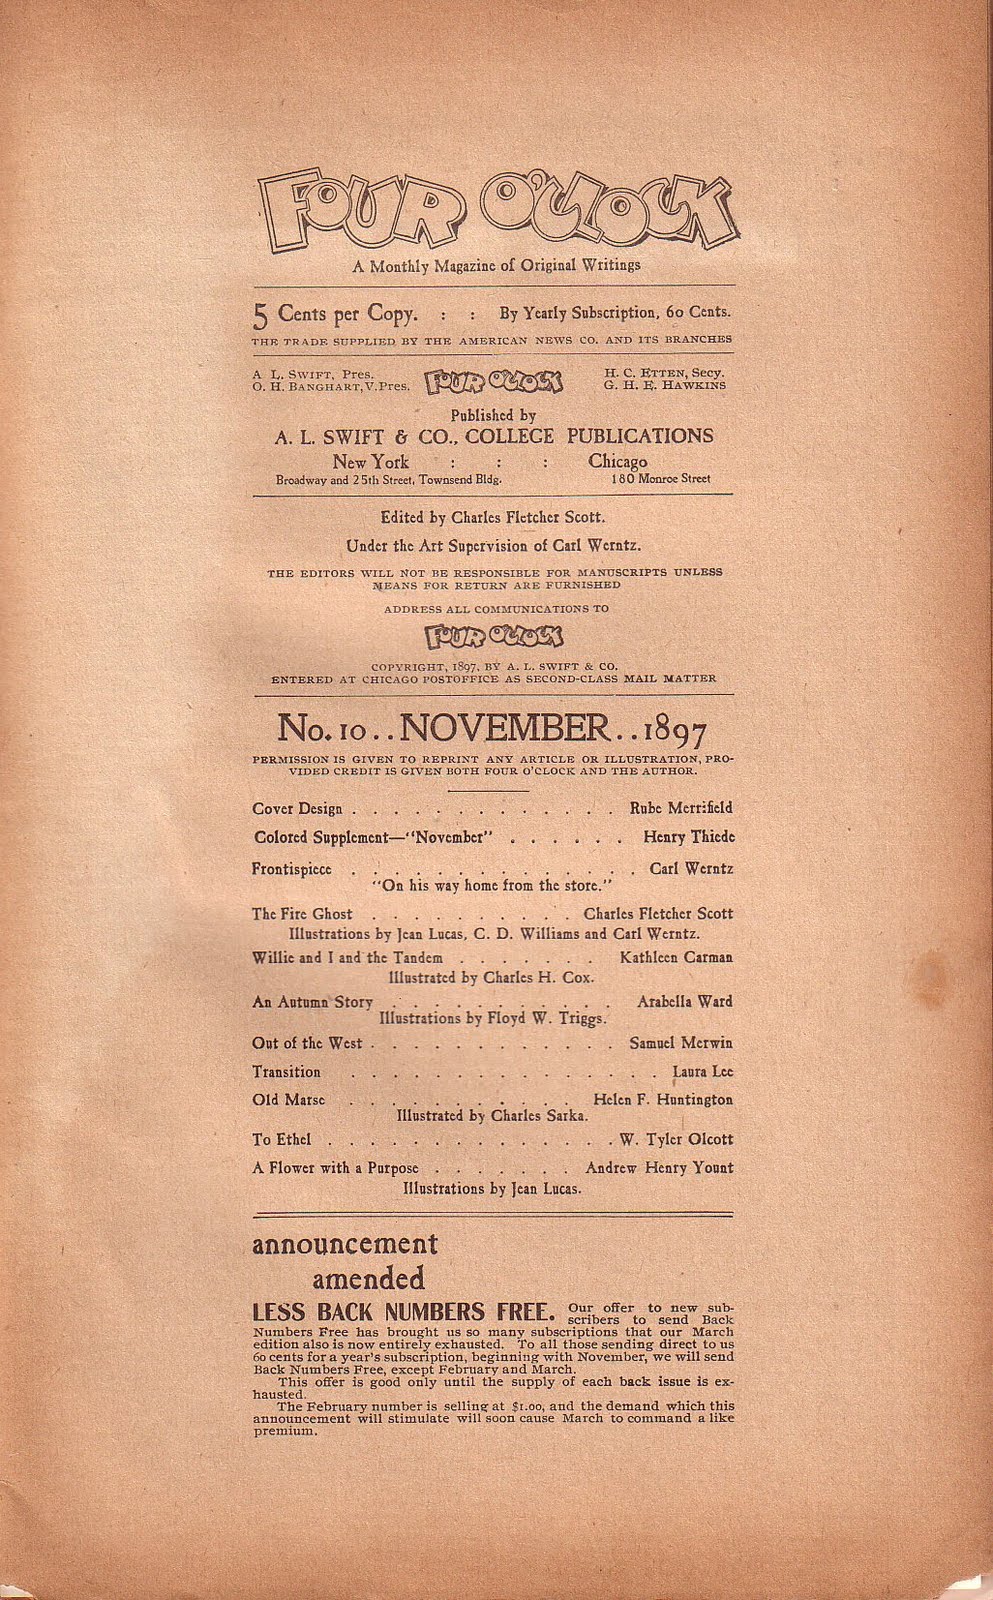 FOUR O'CLOCK
A Monthly Magazine of Original Writings
5 Cents per Copy. : : By Yearly Subscription, 60 Cents.
THE TRADE SUPPLIED BY THE AMERICAN NEWS CO. AND ITS BRANCHES
A L. SWIFT, Pres.
O. H. BANGHART, V. Pres.
FOUR O'CLOCK
H. C. ETTEN, Secy.
G. H. E. HAWKINS
Published by
A. L. SWIFT & CO., COLLEGE PUBLICATIONS
New York : : : Chicago
Broadway and 25th Street, Townsend Bldg. 180 Monroe Street
Edited by Charles Fletcher Scott.
Under the Art Supervision of Carl Werntz.
THE EDITORS WILL NOT BE RESPONSIBLE FOR MANUSCRIPTS UNLESS
MEANS FOR RETURN ARE FURNISHED
ADDRESS ALL COMMUNICATIONS TO
FOUR O'CLOCK
COPYRIGHT, 1897, BY A. L. SWIFT & CO.
ENTERED AT CHICAGO POSTOFFICE AS SECOND-CLASS MAIL MATTER
No. 10 . . NOVEMBER . . 1897
PERMISSION IS GIVEN TO REPRINT ANY ARTICLE OR ILLUSTRATION, PRO-
VIDED CREDIT IS GIVEN BOTH FOUR O'CLOCK AND THE AUTHOR.
Cover Design . . . . . . . . . . . . . Rube Merrifield
Colored Supplement—"November" . . . . . . Henry Thiede
Frontispiece . . . . . . . . . . . . . . Carl Werntz
"On his way home from the store."
The Fire Ghost . . . . . . . . . . Charles Fletcher Scott
Illustrations by Jean Lucas, C. D. Williams and Carl Werntz.
Willie and I and the Tandem . . . . . . . Kathleen Carman
Illustrated by Charles H. Cox.
An Autumn Story . . . . . . . . . . . Arabella Ward
Illustrations by Floyd W. Triggs.
Out of the West . . . . . . . . . . . . Samuel Merwin
Transition . . . . . . . . . . . . . . . Laura Lee
Old Marse . . . . . . . . . . . Helen F. Huntington
Illustrated by Charles Sarka.
To Ethel . . . . . . . . . . . . . . W. Tyler Olcott
A Flower with a Purpose . . . . . . . Andrew Henry Yount
Illustrations by Jean Lucas.
announcement
amended
LESS BACK NUMBERS FREE. Our offer to new sub-
scribers to send Back
Numbers Free has brought us so many subscriptions that our March
edition also is now entirely exhausted. To all those sending direct to us
60 cents for a year's subscription, beginning with November, we will send
Back Numbers Free, except February and March.
This offer is good only until the supply of each back issue is ex-
hausted.
The February number is selling at $1.00, and the demand which this
announcement will stimulate will soon cause March to command a like
premium.